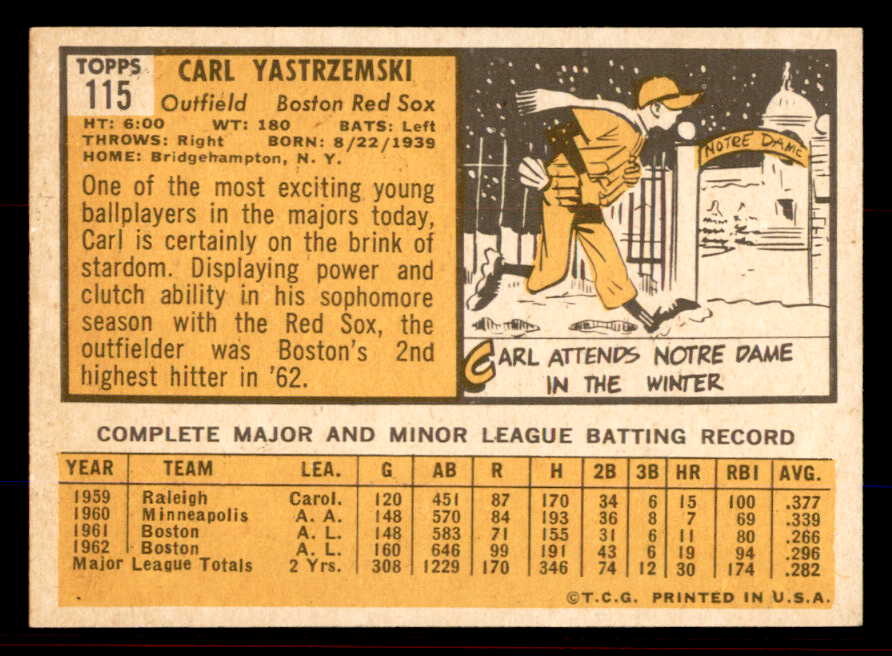 TOPPS
115
CARL YASTRZEMSKI
Outfield Boston Red Sox
HT: 6:00 WT: 180 BATS: Left
THROWS: Right BORN: 8/22/1939
HOME: Bridgehampton, N. Y.
One of the most exciting young
ballplayers in the majors today,
Carl is certainly on the brink of
stardom. Displaying power and
clutch ability in his sophomore
season with the Red Sox, the
outfielder was Boston's 2nd
highest hitter in '62.
NOTRE DAME
CARL ATTENDS NOTRE DAME
IN THE WINTER
COMPLETE MAJOR AND MINOR LEAGUE BATTING RECORD
YEAR TEAM LEA. G AB R H 2B 3B HR RBI AVG.
1959 Raleigh Carol. 120 451 87 170 34 6 15 100 .377
1960 Minneapolis A. A. 148 570 84 193 36 8 7 69 .339
1961 Boston A. L. 148 583 71 155 31 6 11 80 .266
1962 Boston A. L. 160 646 99 191 43 6 19 94 .296
Major League Totals 2 Yrs. 308 1229 170 346 74 12 30 174 .282
©T.C.G. PRINTED IN U.S.A.